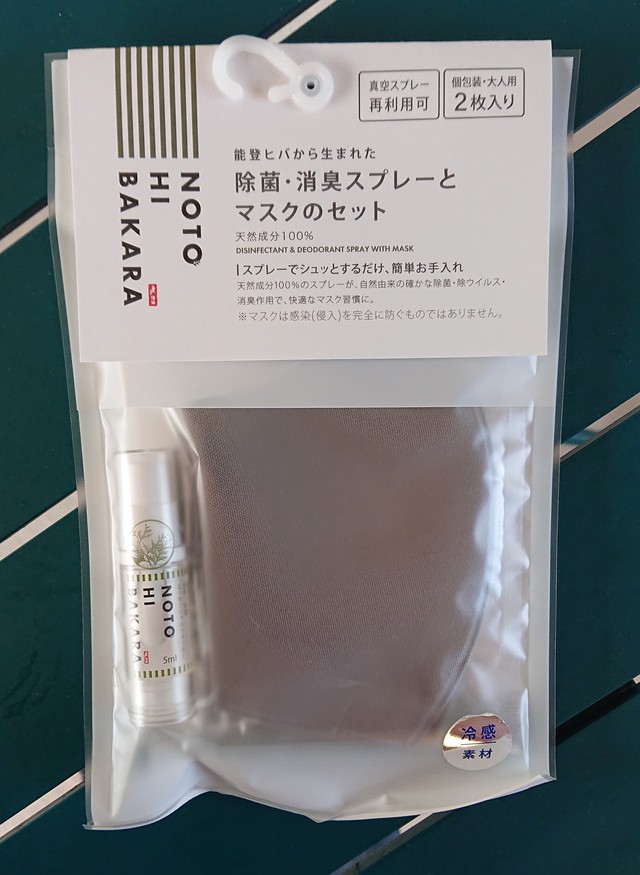 真空スプレー
再利用可
個包装・大人用
2枚入り
NOTO
HI
BAKARA
能登ヒバから生まれた
除菌・消臭スプレーと
マスクのセット
天然成分100%
DISINFECTANT & DEODORANT SPRAY WITH MASK
スプレーでシュッとするだけ、簡単お手入れ
天然成分100%のスプレーが、自然由来の確かな除菌・除ウイルス・
消臭作用で、快適なマスク習慣に。
※マスクは感染(侵入)を完全に防ぐものではありません。
NOTO
HI
BAKARA
5ml
冷感
素材